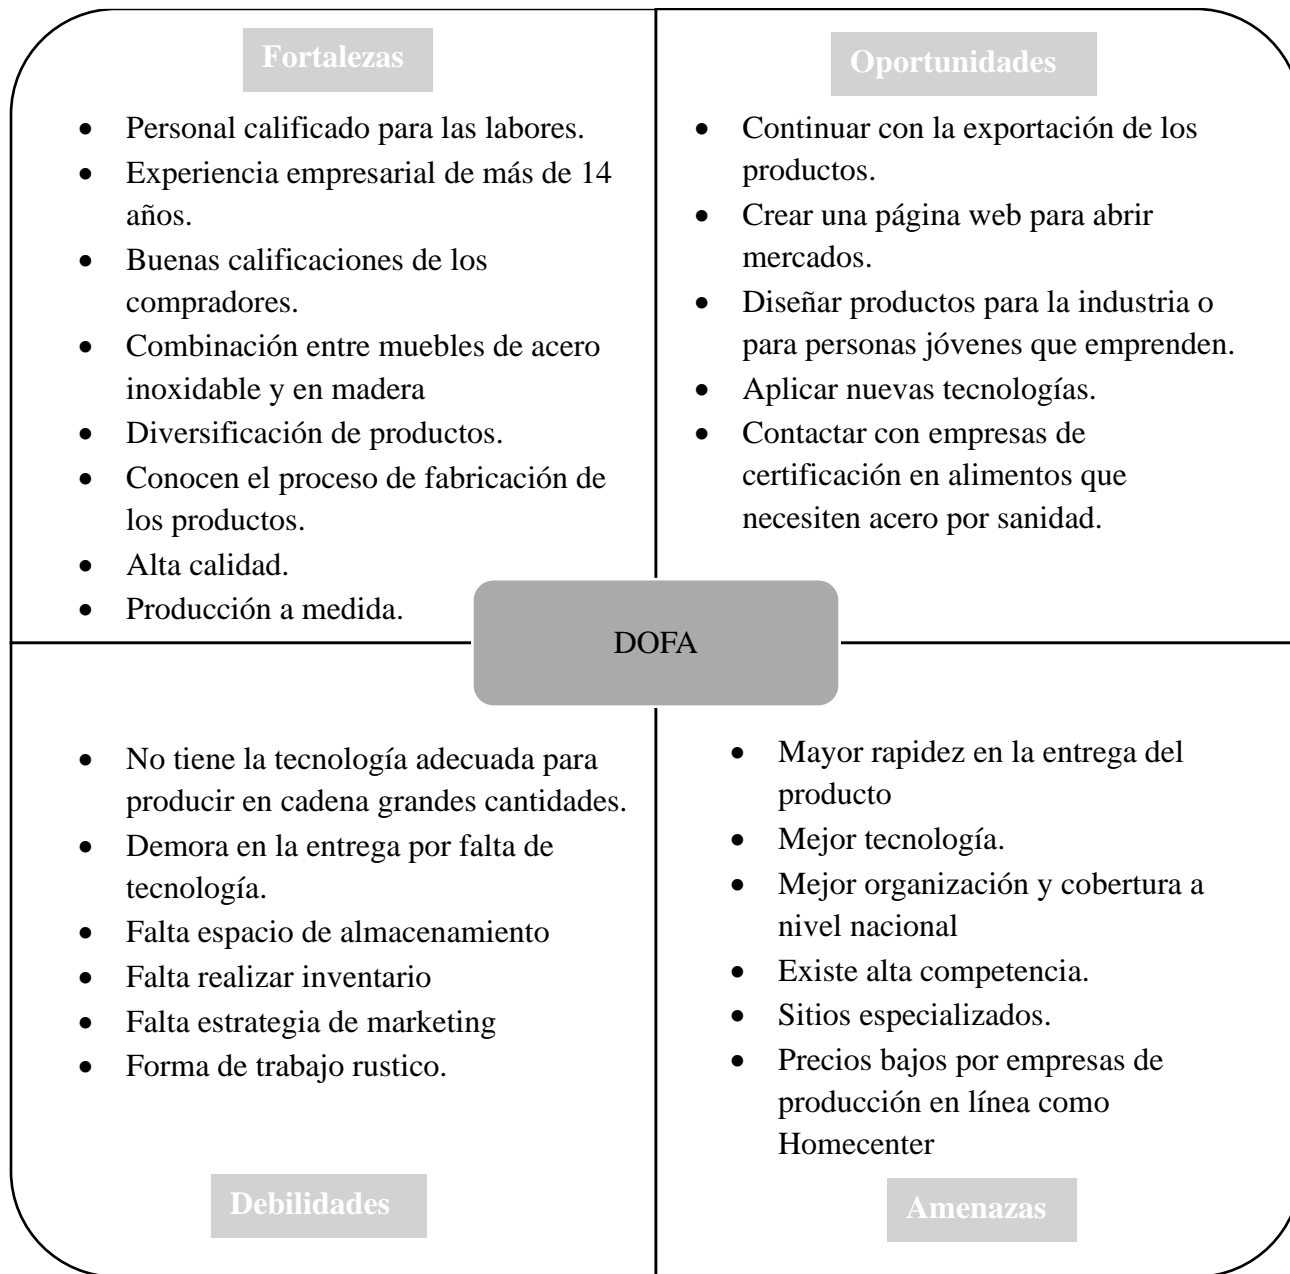 Fortalezas
• Personal calificado para las labores.
• Experiencia empresarial de más de 14
años.
• Buenas calificaciones de los
compradores.
• Combinación entre muebles de acero
inoxidable y en madera
• Diversificación de productos.
• Conocen el proceso de fabricación de
los productos.
• Alta calidad.
• Producción a medida.
Oportunidades
• Continuar con la exportación de los
productos.
• Crear una página web para abrir
mercados.
• Diseñar productos para la industria o
para personas jóvenes que emprenden.
• Aplicar nuevas tecnologías.
• Contactar con empresas de
certificación en alimentos que
necesiten acero por sanidad.
DOFA
• No tiene la tecnología adecuada para
producir en cadena grandes cantidades.
• Demora en la entrega por falta de
tecnología.
• Falta espacio de almacenamiento
• Falta realizar inventario
• Falta estrategia de marketing
• Forma de trabajo rustico.
Debilidades
• Mayor rapidez en la entrega del
producto
• Mejor tecnología.
• Mejor organización y cobertura a
nivel nacional
• Existe alta competencia.
• Sitios especializados.
• Precios bajos por empresas de
producción en línea como
Homecenter
Amenazas